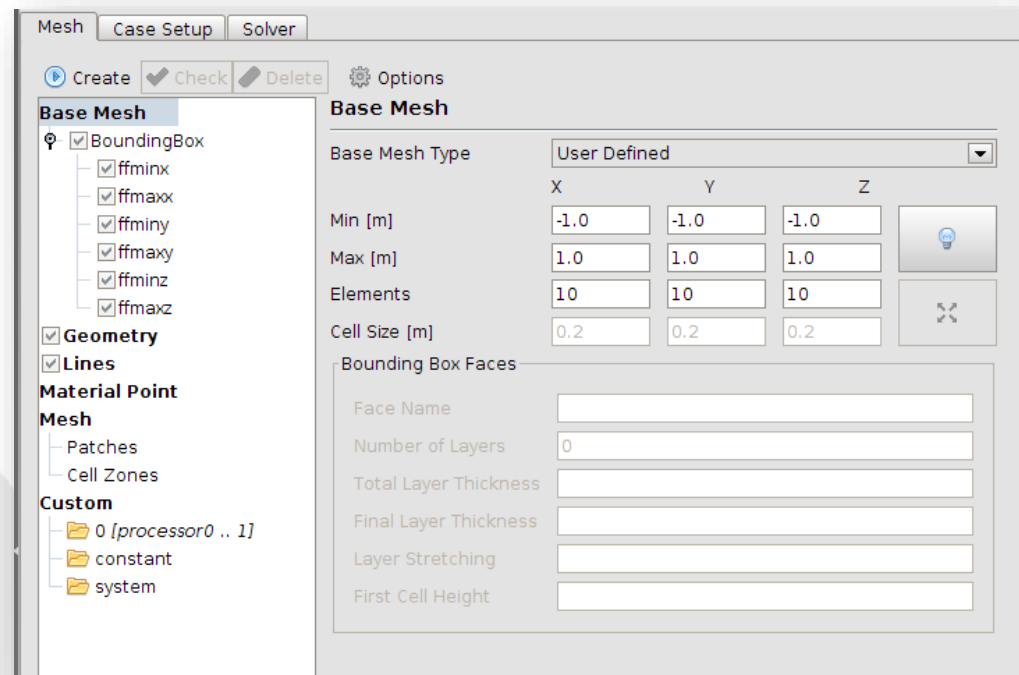 Mesh Case Setup Solver
Create Check Delete Options
Base Mesh
BoundingBox
ffminx
ffmaxx
ffminy
ffmaxy
ffminz
ffmaxz
Geometry
Lines
Material Point
Mesh
Patches
Cell Zones
Custom
0 [processor0 .. 1]
constant
system
Base Mesh
Base Mesh Type User Defined
X Y Z
Min [m] -1.0 -1.0 -1.0
Max [m] 1.0 1.0 1.0
Elements 10 10 10
Cell Size [m] 0.2 0.2 0.2
Bounding Box Faces
Face Name
Number of Layers 0
Total Layer Thickness
Final Layer Thickness
Layer Stretching
First Cell Height